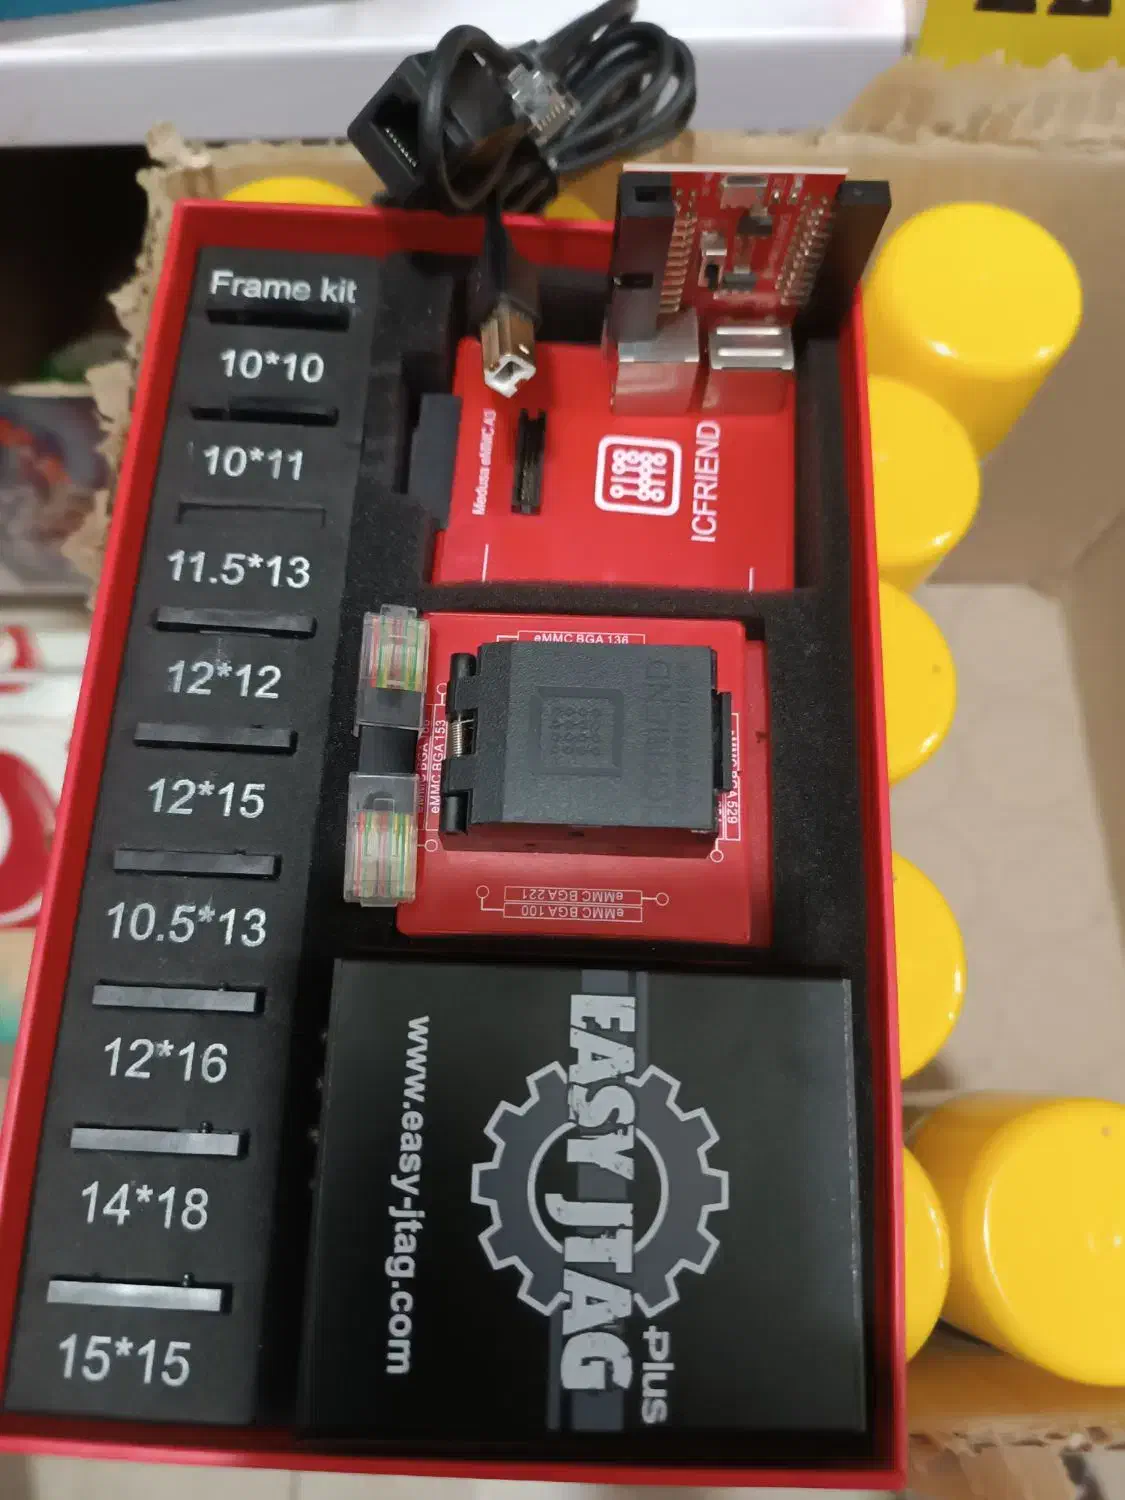 Frame kit
10*10
10*11
11.5*13
12*12
12*15
10.5*13
12*16
14*18
15*15
Medusa eMMC A3
ICFRIEND
eMMC BGA 136
eMMC BGA 153
eMMC BGA 221
eMMC BGA 100
EASY JTAG
Plus
www.easy-jtag.com